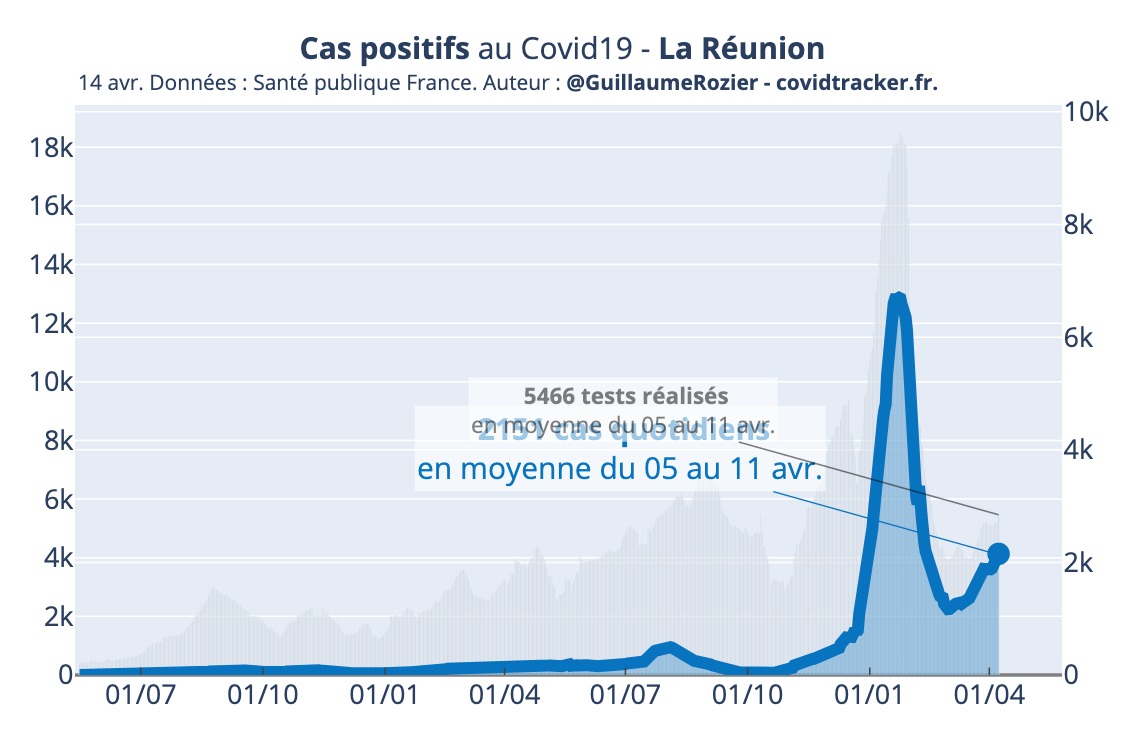 Cas positifs au Covid19 - La Réunion
14 avr. Données : Santé publique France. Auteur : @GuillaumeRozier - covidtracker.fr.
10k
18k
16k
8k
14k
12k
6k
10k
5466 tests réalisés
en moyenne du 05 au 11 avr.
2151 cas quotidiens
8k
4k
en moyenne du 05 au 11 avr.
6k
4k
2k
2k
0
0
01/07
01/10
01/01
01/04
01/07
01/10
01/01
01/04